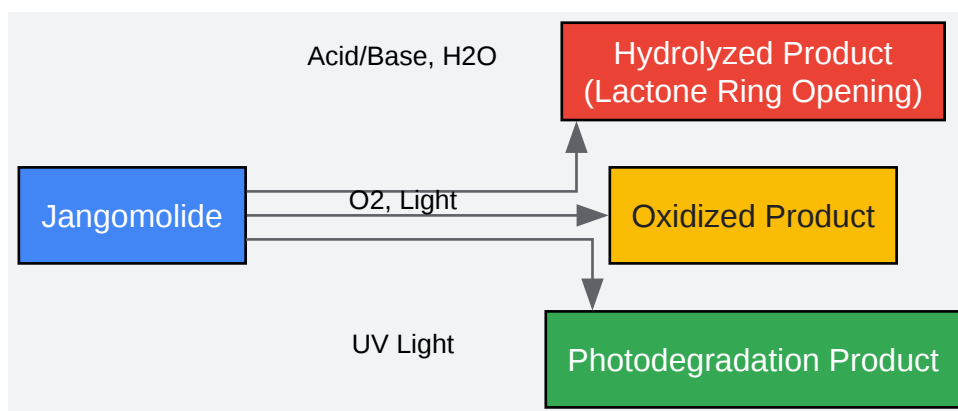 Acid/Base, H2O
Hydrolyzed Product
(Lactone Ring Opening)
Jangomolide
O2, Light
Oxidized Product
UV Light
Photodegradation Product